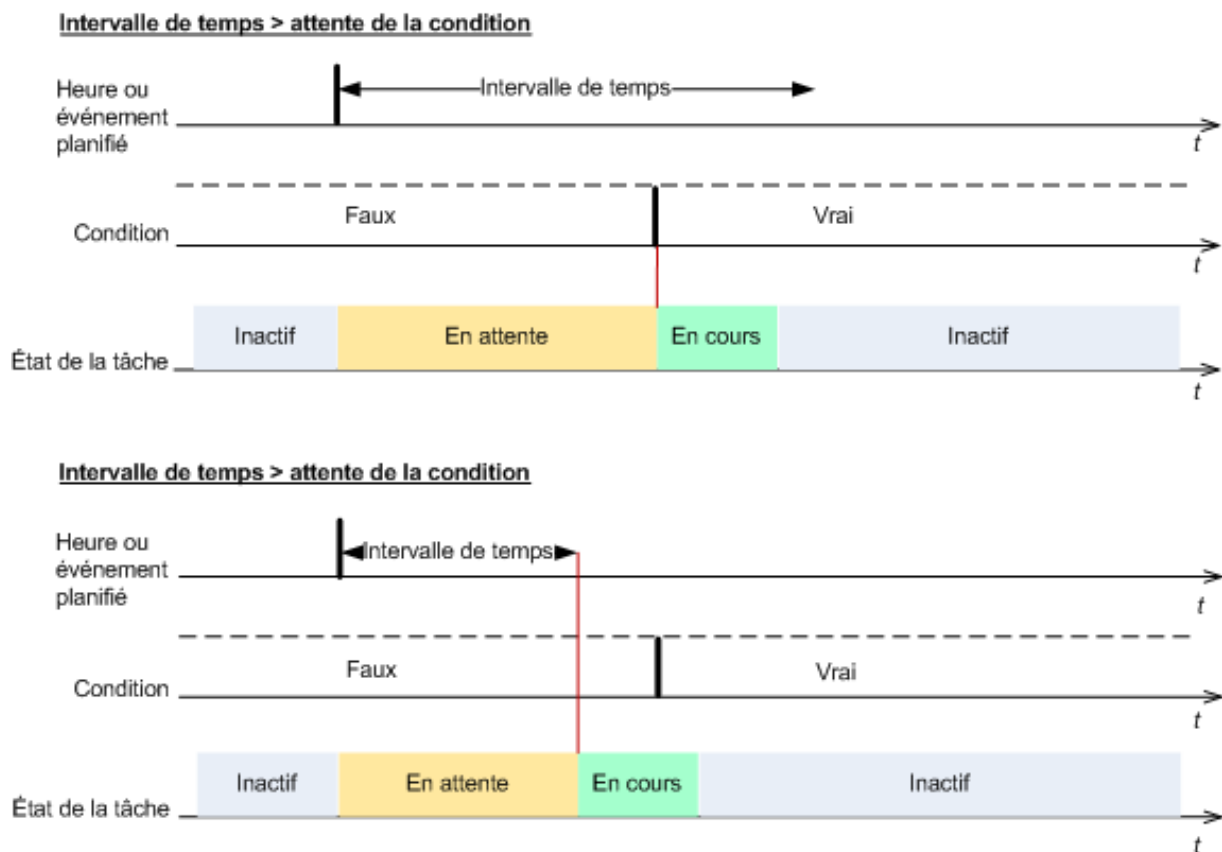 Intervalle de temps > attente de la condition
Heure ou
événement
planifié
Intervalle de temps
t
Condition
Faux
Vrai
t
État de la tâche
Inactif
En attente
En cours
Inactif
t
Intervalle de temps > attente de la condition
Heure ou
événement
planifié
Intervalle de temps
t
Condition
Faux
Vrai
t
État de la tâche
Inactif
En attente
En cours
Inactif
t